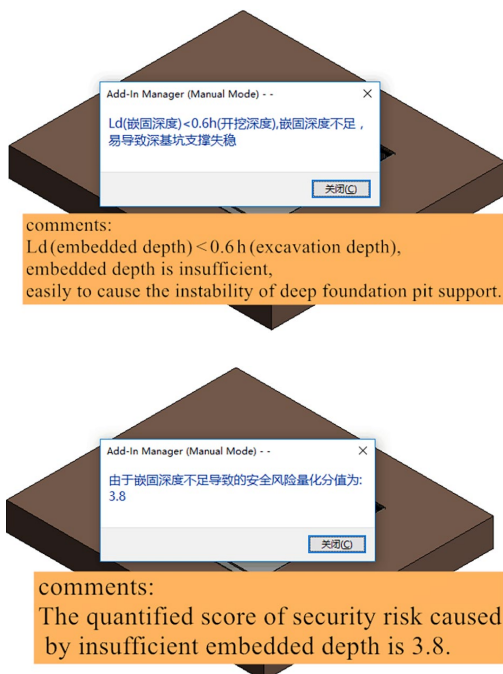 Add-In Manager (Manual Mode) - -
Ld(嵌固深度)<0.6h(开挖深度),嵌固深度不足，
易导致深基坑支撑失稳
关闭(C)
comments:
Ld(embedded depth)<0.6h(excavation depth),
embedded depth is insufficient,
easily to cause the instability of deep foundation pit support.
Add-In Manager (Manual Mode) - -
由于嵌固深度不足导致的安全风险量化分值为:
3.8
关闭(C)
comments:
The quantified score of security risk caused
by insufficient embedded depth is 3.8.